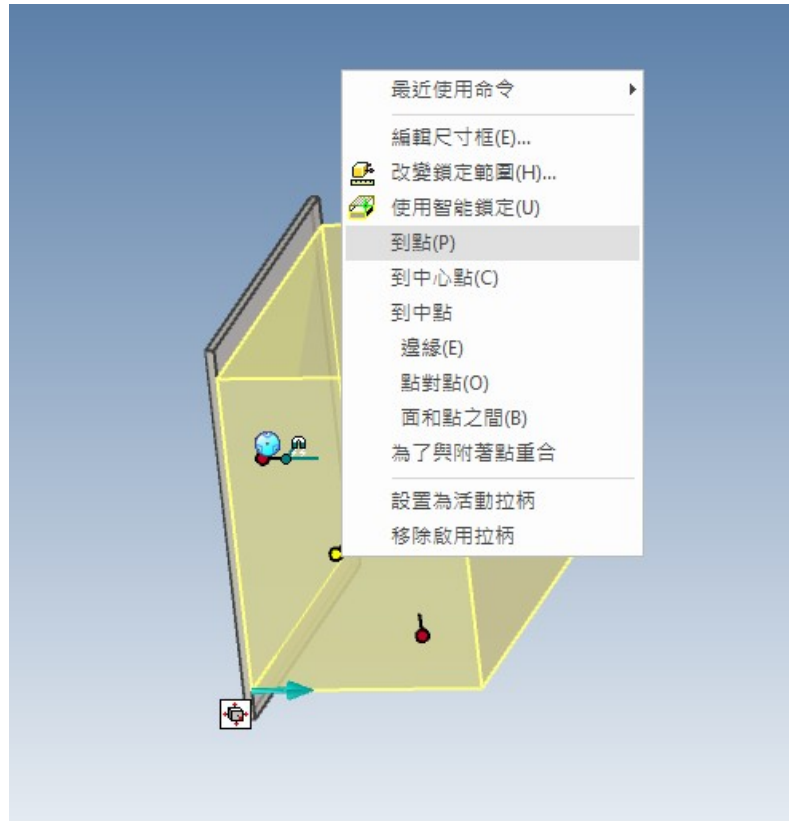 最近使用命令
編輯尺寸框(E)...
改變鎖定範圍(H)...
使用智能鎖定(U)
到點(P)
到中心點(C)
到中點
邊緣(E)
點對點(O)
面和點之間(B)
為了與附著點重合
設置為活動拉柄
移除啟用拉柄